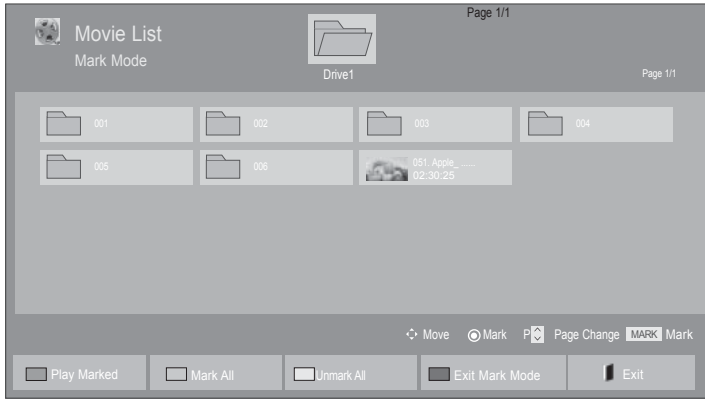 Page 1/1
Movie List
Mark Mode
Drive1
Page 1/1
001
002
003
004
005
006
051. Apple_ ......
02:30:25
Move
Mark
P
Page Change
MARK
Mark
Play Marked
Mark All
Unmark All
Exit Mark Mode
Exit